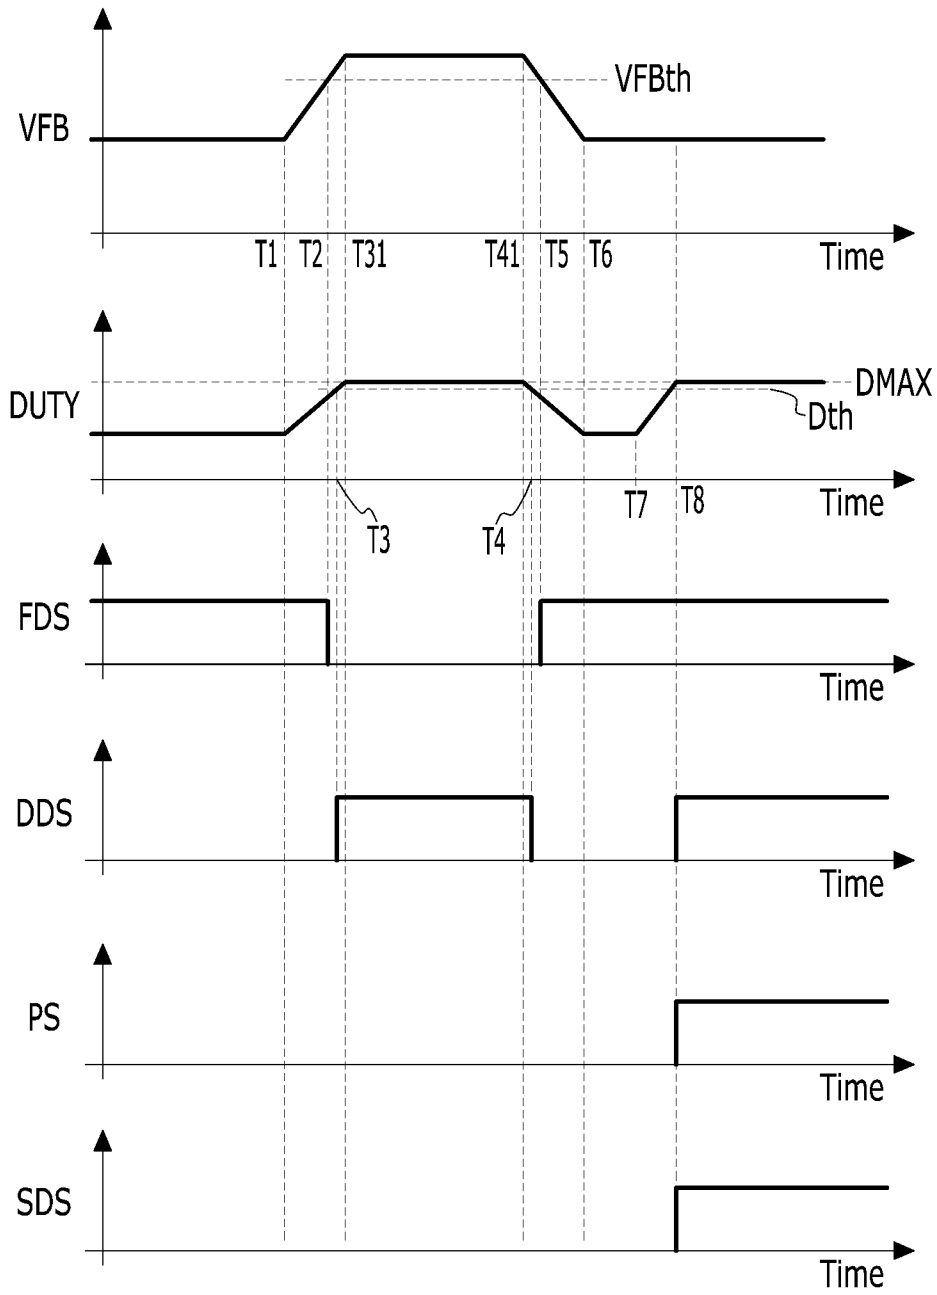 VFBth
VFB
T1 T2 T31 T41 T5 T6
Time
DMAX
DUTY
Dth
T7 T8
Time
T3 T4
FDS
Time
DDS
Time
PS
Time
SDS
Time